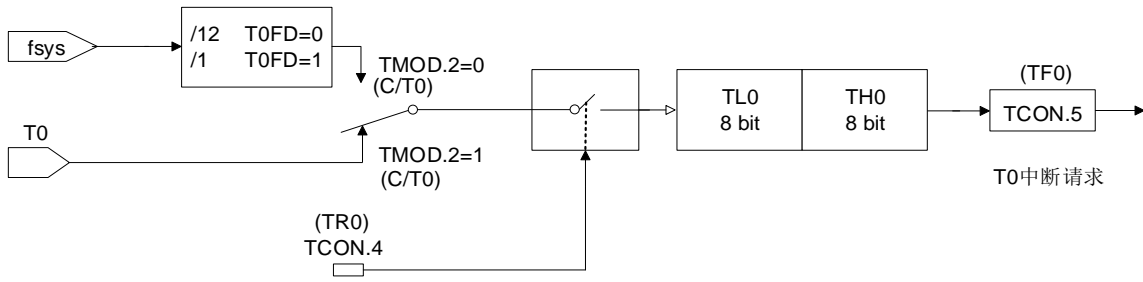 fsys
/12 T0FD=0
/1 T0FD=1
TMOD.2=0
(C/T0)
T0
TMOD.2=1
(C/T0)
(TR0)
TCON.4
TL0
8 bit
TH0
8 bit
(TF0)
TCON.5
T0中断请求